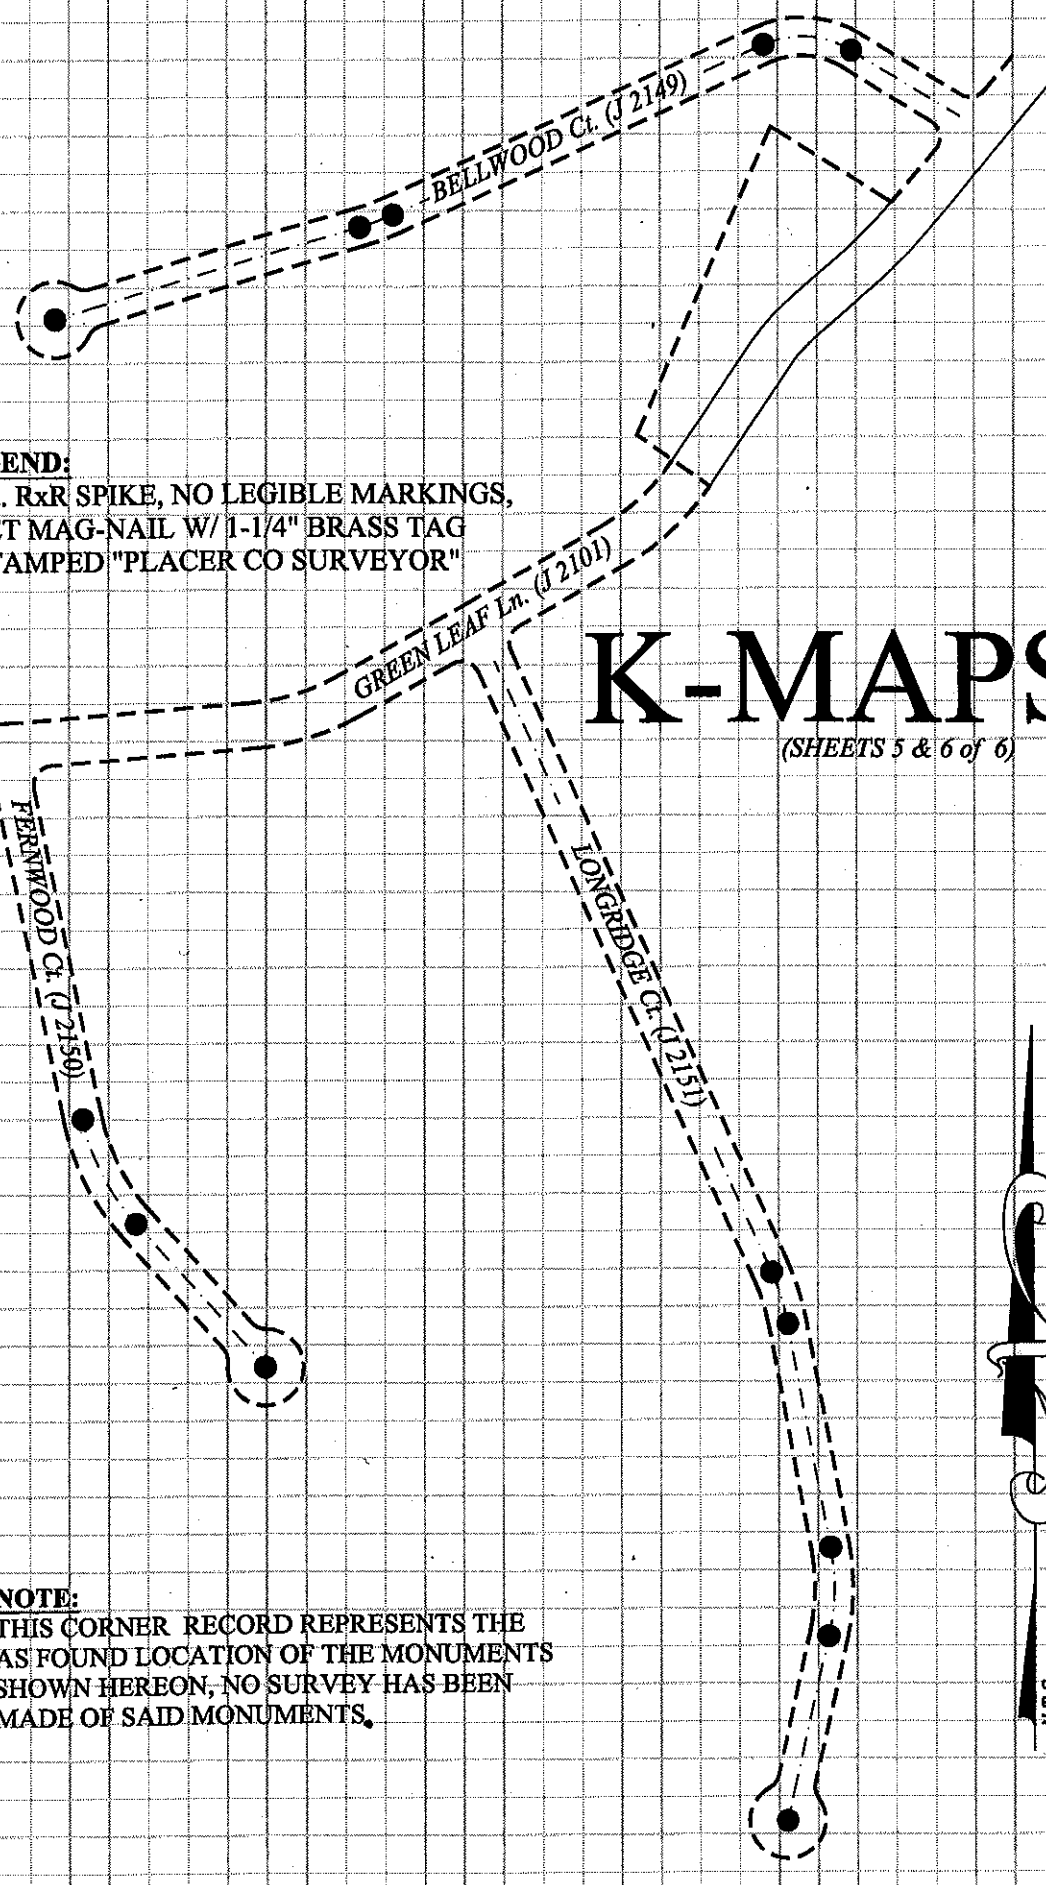 BELLWOOD Ct. (J 2149)
END:
. RxR SPIKE, NO LEGIBLE MARKINGS,
ET MAG-NAIL W/ 1-1/4" BRASS TAG
TAMPED "PLACER CO SURVEYOR"
GREEN LEAF Ln. (J 2101)
K-MAPS
(SHEETS 5 & 6 of 6)
FERNWOOD Ct. (J 2150)
LONGRIDGE Ct. (J 2151)
NOTE:
THIS CORNER RECORD REPRESENTS THE
AS FOUND LOCATION OF THE MONUMENTS
SHOWN HEREON, NO SURVEY HAS BEEN
MADE OF SAID MONUMENTS.